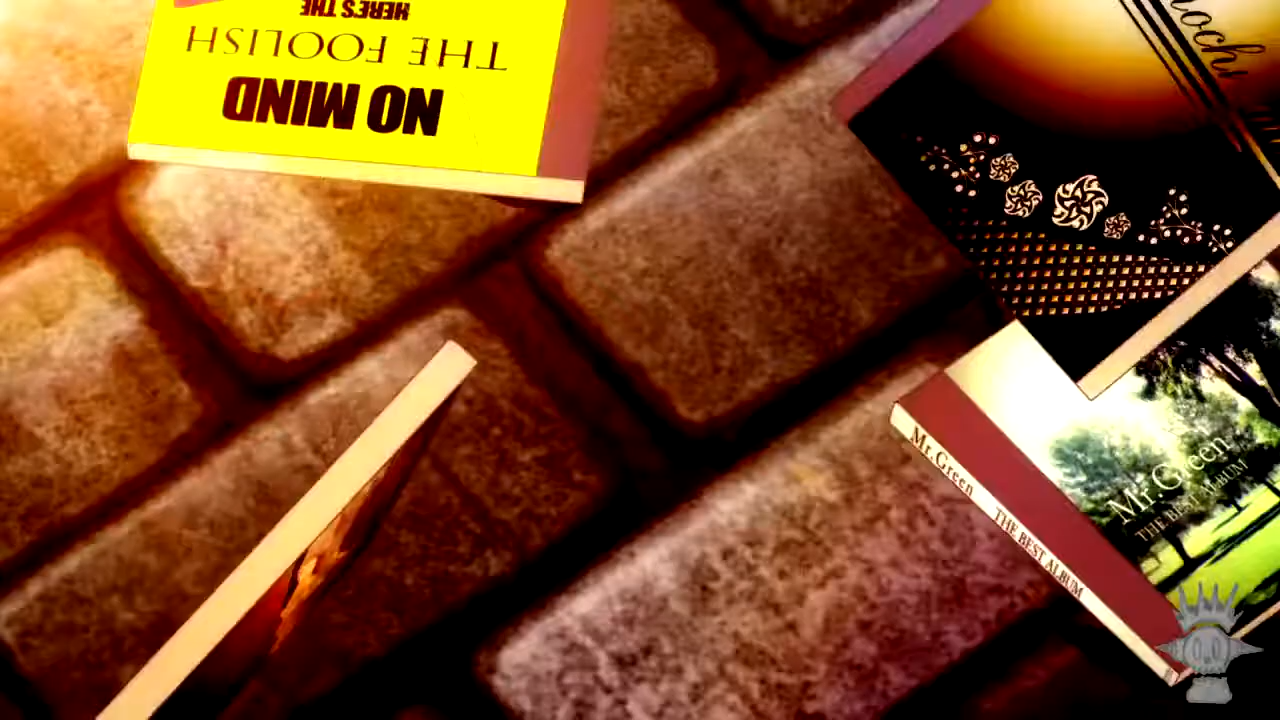 NO MIND
THE FOOLISH
HERE'S THE
Mr.Green
THE BEST ALBUM
Mr.Green THE BEST ALBUM